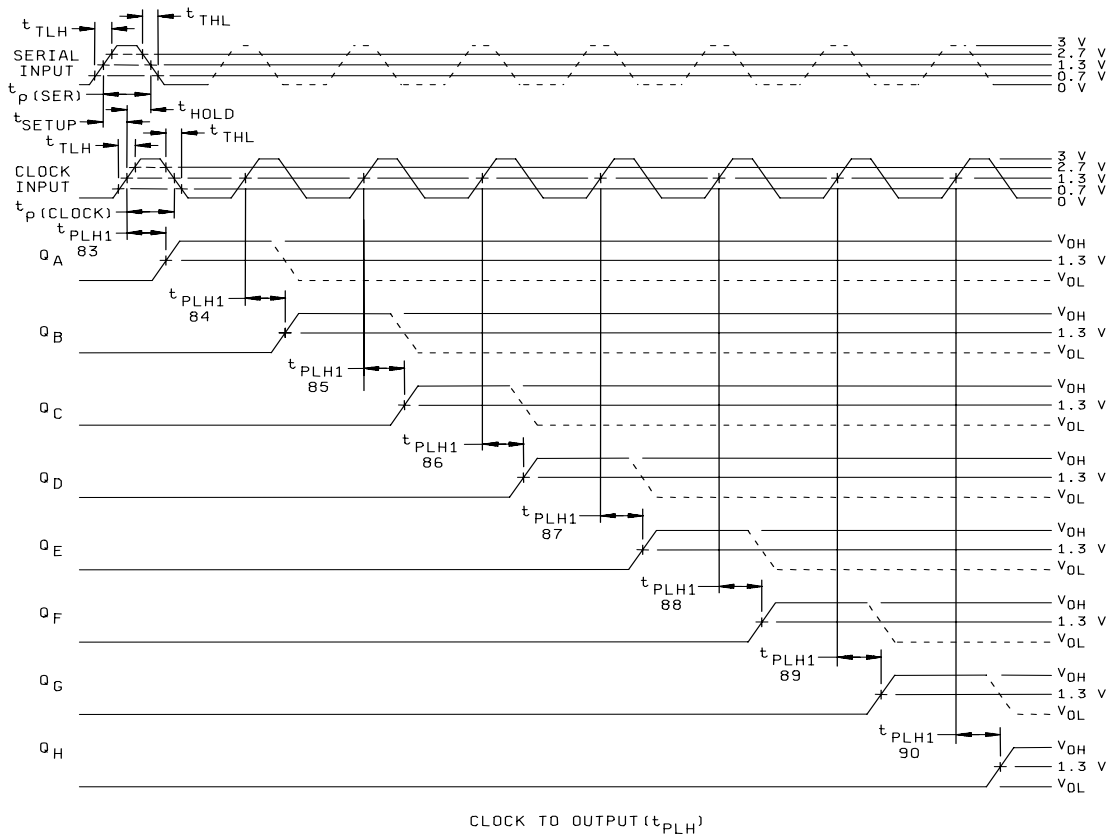 tTLH
tTHL
SERIAL
INPUT
3 V
2.7 V
1.3 V
0.7 V
0 V
tp(SER)
tHOLD
tSETUP
tTHL
tTLH
CLOCK
INPUT
3 V
2.7 V
1.3 V
0.7 V
0 V
tp(CLOCK)
tPLH1
83
QA
VOH
1.3 V
VOL
tPLH1
84
QB
VOH
1.3 V
VOL
tPLH1
85
QC
VOH
1.3 V
VOL
tPLH1
86
QD
VOH
1.3 V
VOL
tPLH1
87
QE
VOH
1.3 V
VOL
tPLH1
88
QF
VOH
1.3 V
VOL
tPLH1
89
QG
VOH
1.3 V
VOL
tPLH1
90
QH
VOH
1.3 V
VOL
CLOCK TO OUTPUT(tPLH)